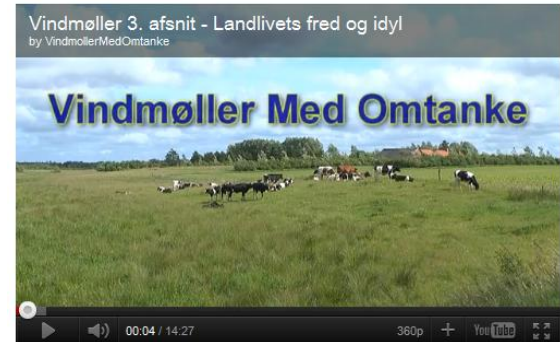 Vindmøller 3. afsnit - Landlivets fred og idyl
by VindmollerMedOmtanke
Vindmøller Med Omtanke
00:04 / 14:27 360p YouTube